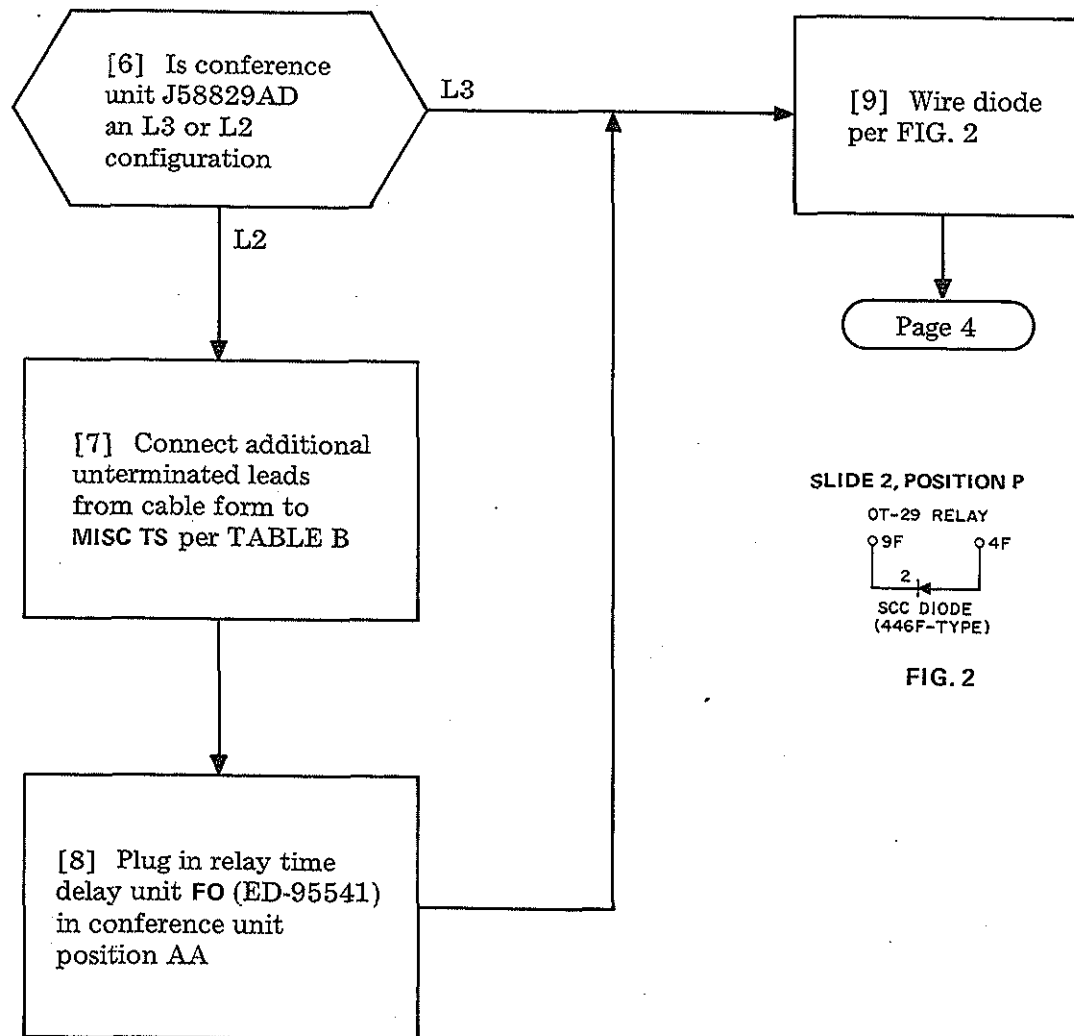 [6] Is conference
unit J58829AD
an L3 or L2
configuration
L3
L2
[7] Connect additional
unterminated leads
from cable form to
MISC TS per TABLE B
[8] Plug in relay time
delay unit FO (ED-95541)
in conference unit
position AA
[9] Wire diode
per FIG. 2
Page 4
SLIDE 2, POSITION P
OT-29 RELAY
9F
4F
2
SCC DIODE
(446F-TYPE)
FIG. 2